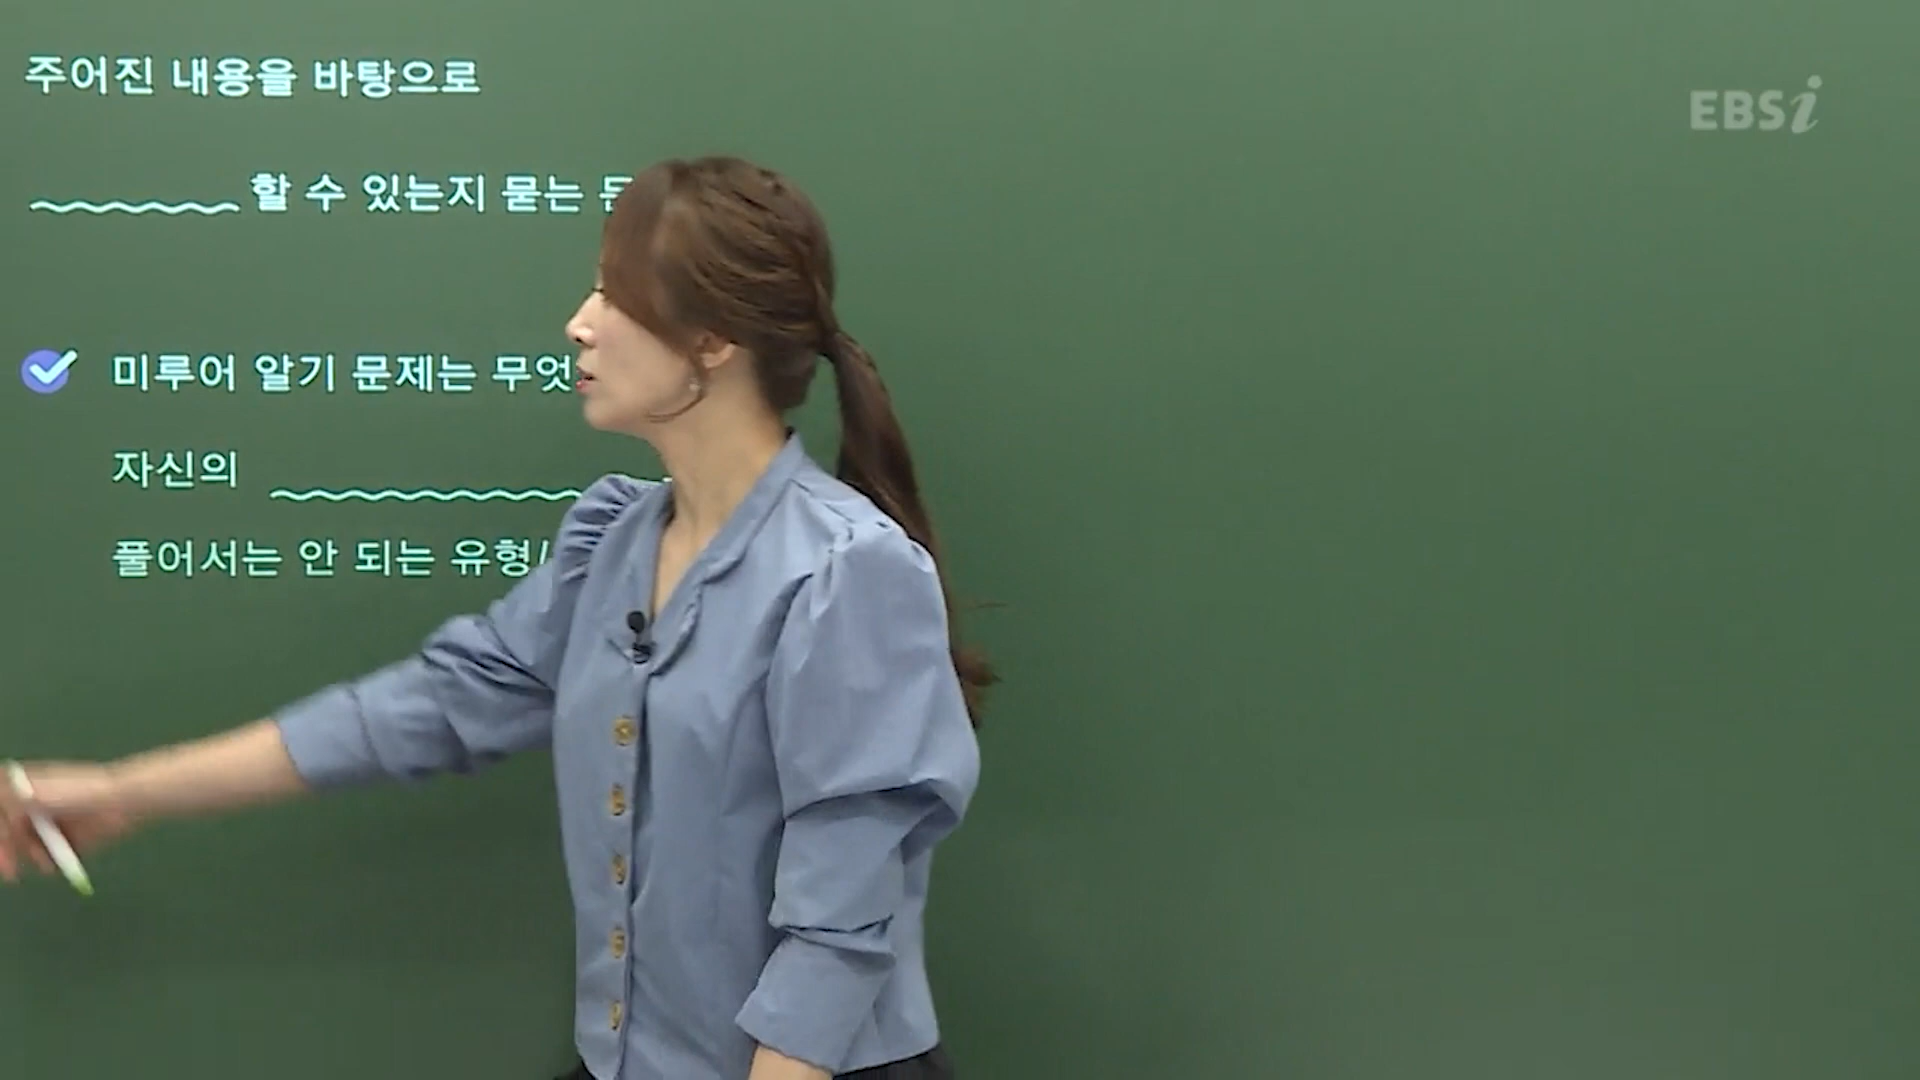 주어진 내용을 바탕으로
EBSi
할 수 있는지 묻는
미루어 알기 문제는 무엇
자신의
풀어서는 안 되는 유형